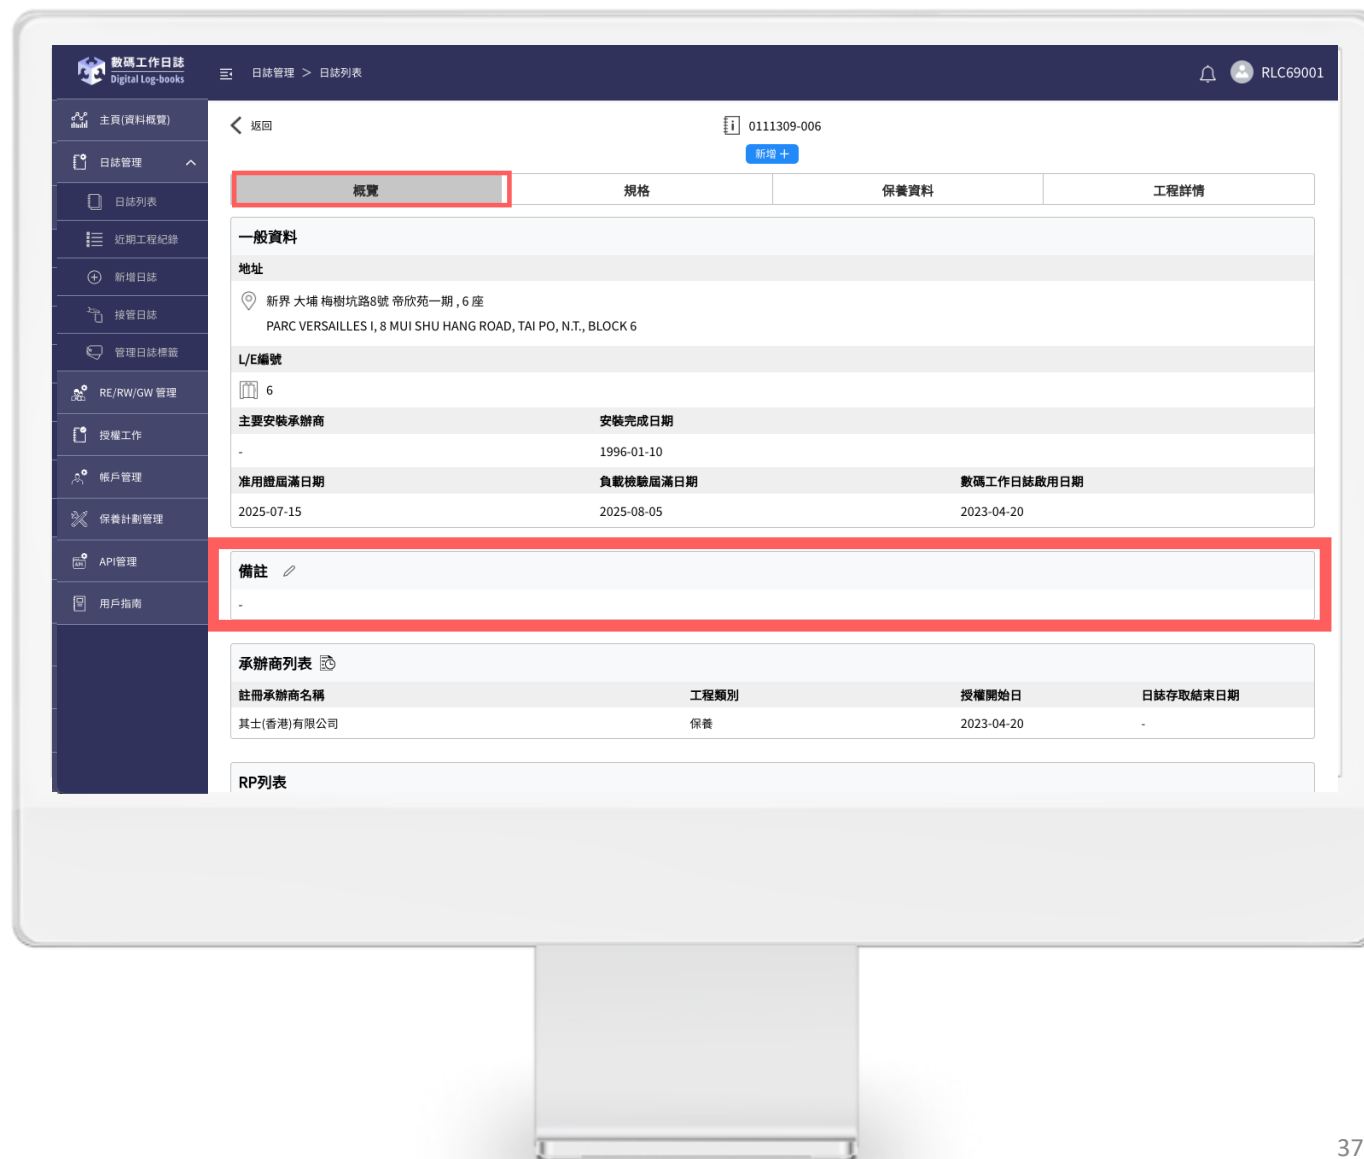 數碼工作日誌
Digital Log-books
日誌管理 > 日誌列表
RLC69001
主頁(資料概覽)
日誌管理
日誌列表
近期工程紀錄
新增日誌
接管日誌
管理日誌標籤
RE/RW/GW 管理
授權工作
帳戶管理
保養計劃管理
API管理
用戶指南
返回
0111309-006
新增 +
概覽 規格 保養資料 工程詳情
一般資料
地址
新界 大埔 梅樹坑路8號 帝欣苑一期 , 6 座
PARC VERSAILLES I, 8 MUI SHU HANG ROAD, TAI PO, N.T., BLOCK 6
L/E編號
6
主要安裝承辦商 安裝完成日期
- 1996-01-10
准用證屆滿日期 負載檢驗屆滿日期 數碼工作日誌啟用日期
2025-07-15 2025-08-05 2023-04-20
備註
-
承辦商列表
註冊承辦商名稱 工程類別 授權開始日 日誌存取結束日期
其士(香港)有限公司 保養 2023-04-20 -
RP列表
37